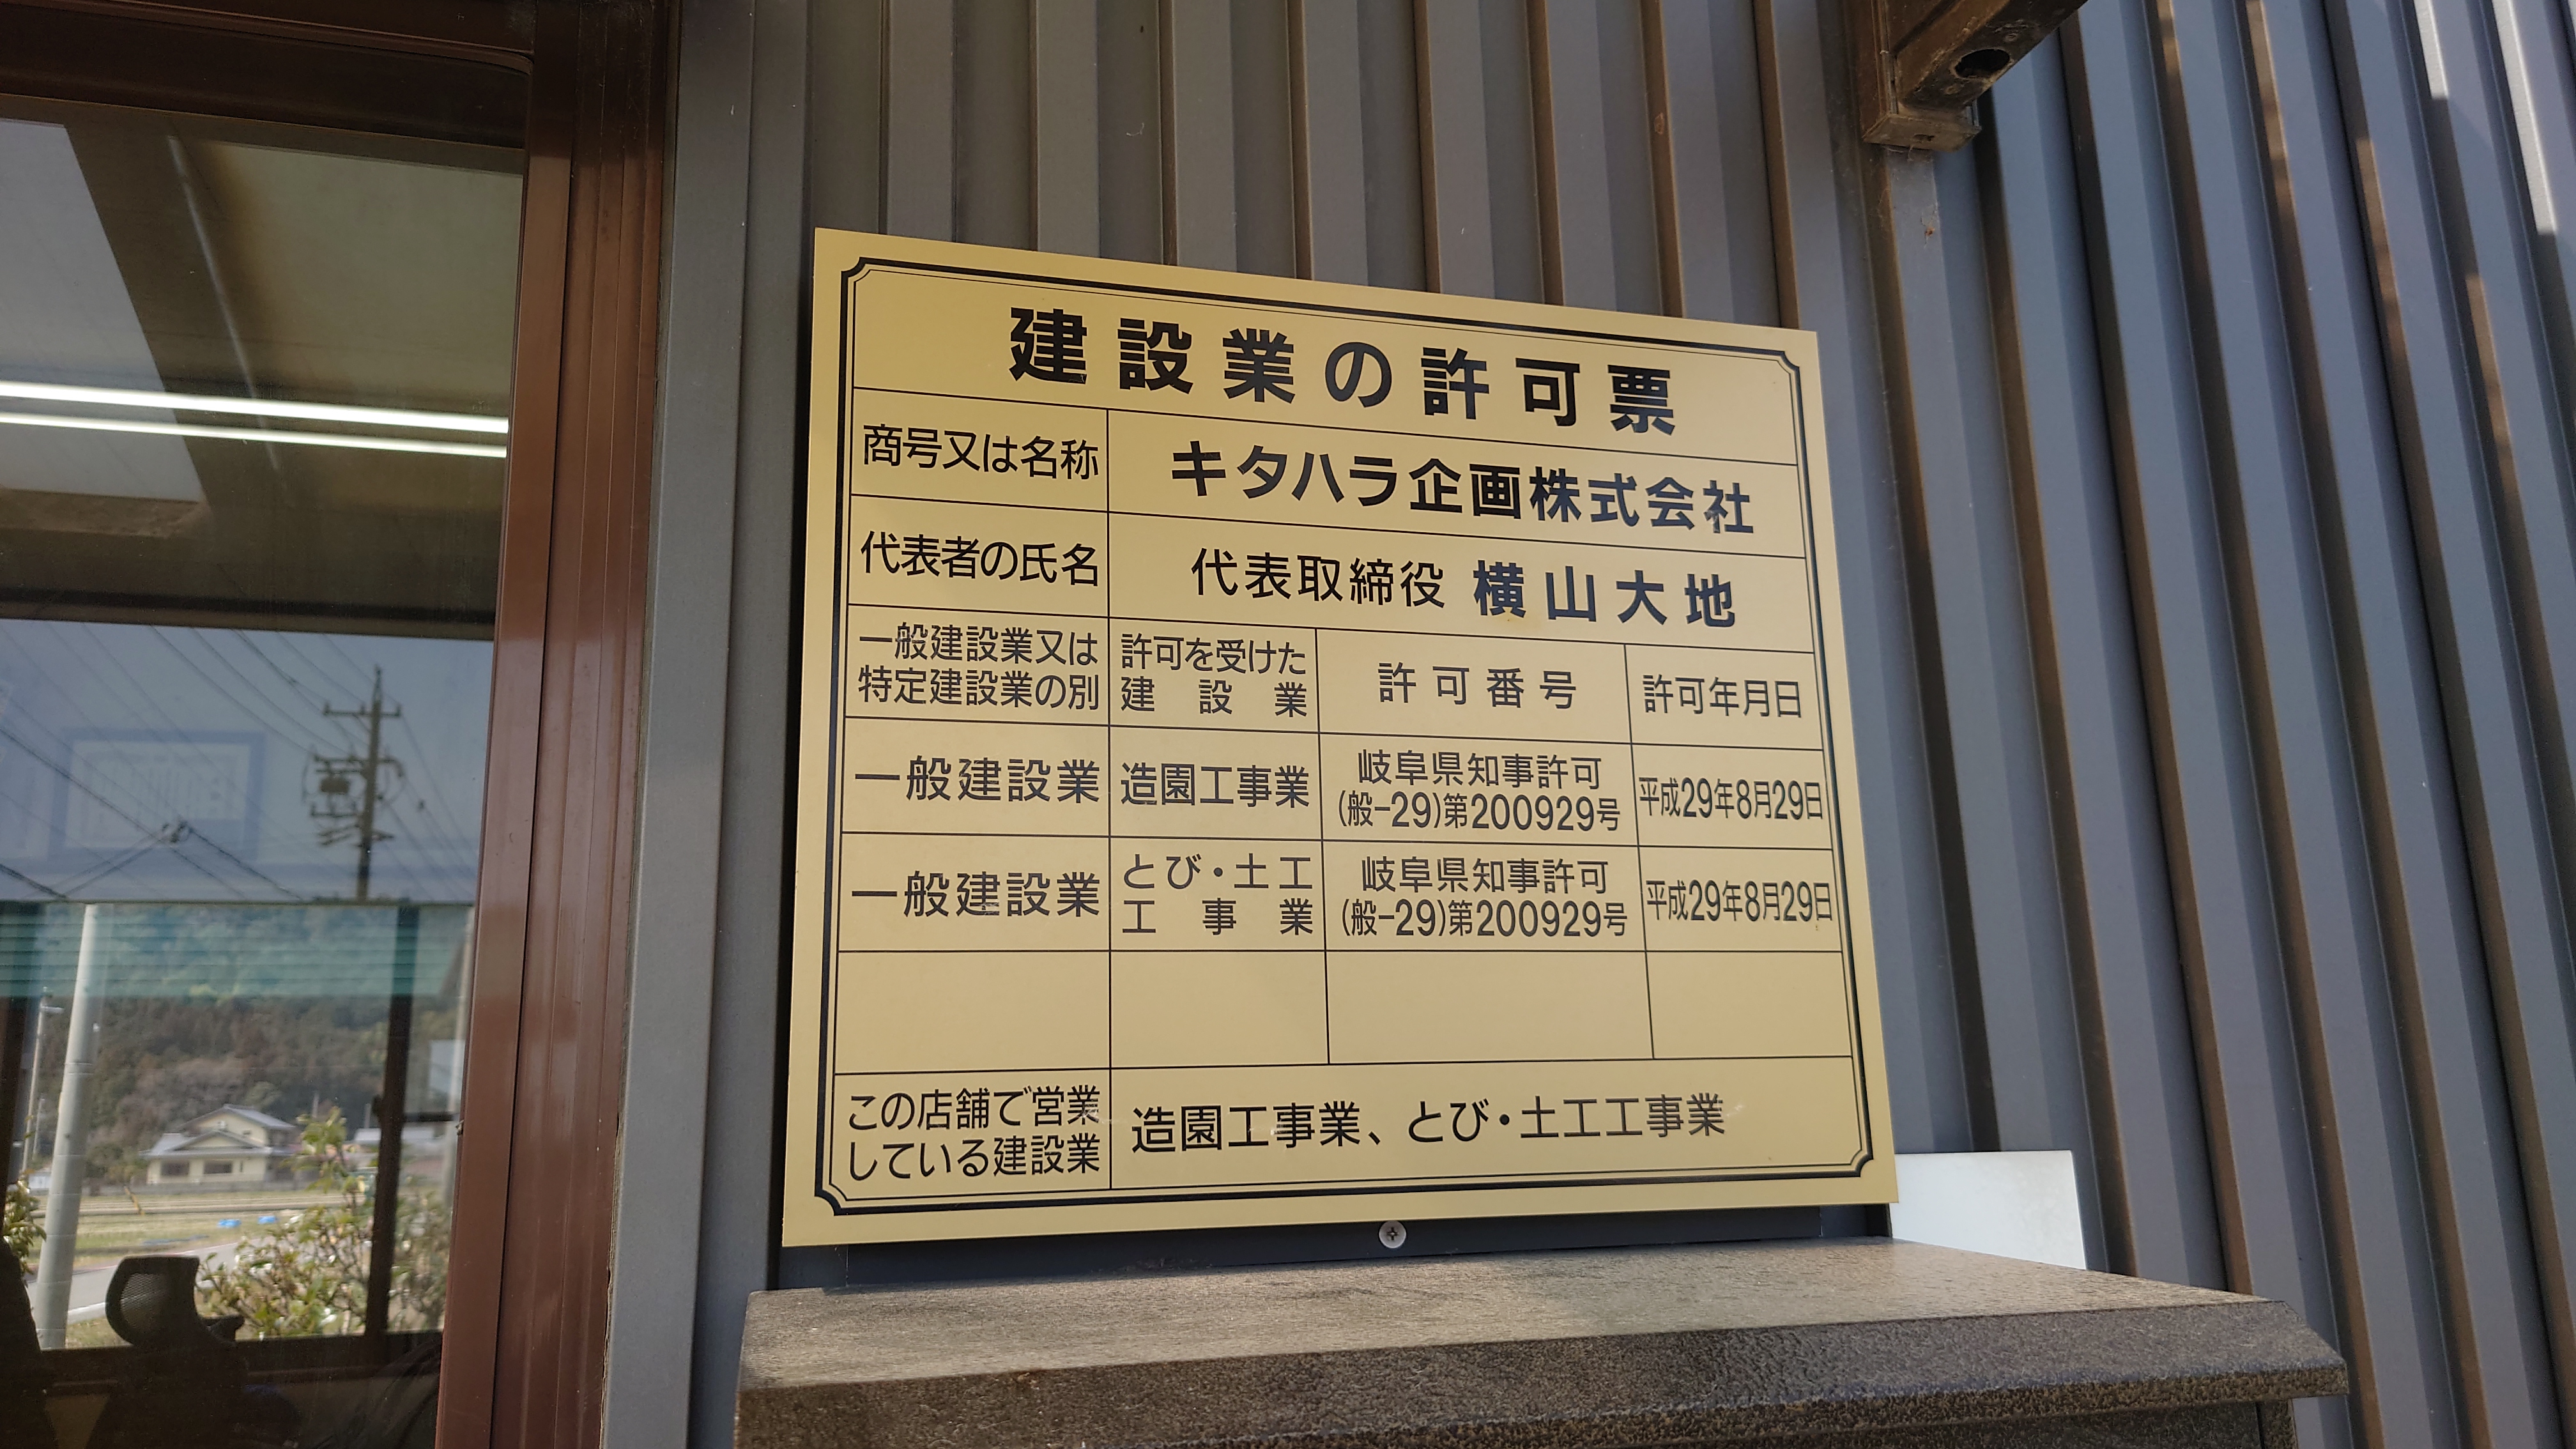 建設業の許可票
商号又は名称
キタハラ企画株式会社
代表者の氏名
代表取締役 横山大地
一般建設業又は
特定建設業の別
許可を受けた
建設業
許可番号
許可年月日
一般建設業
造園工事業
岐阜県知事許可
(般-29)第200929号
平成29年8月29日
一般建設業
とび・土工
工事業
岐阜県知事許可
(般-29)第200929号
平成29年8月29日
この店舗で営業
している建設業
造園工事業、とび・土工工事業